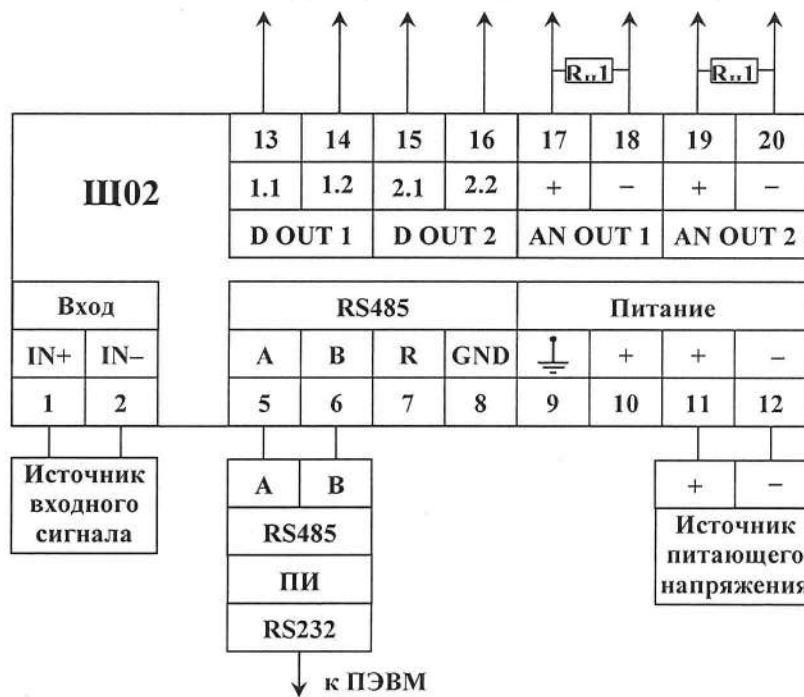 13 14 15 16 17 18 19 20
1.1 1.2 2.1 2.2 + − + −
D OUT 1 D OUT 2 AN OUT 1 AN OUT 2
Щ02
Rн1 Rн1
Вход RS485 Питание
IN+ IN− A B R GND + + −
1 2 5 6 7 8 9 10 11 12
Источник
входного
сигнала
A B
RS485
ПИ
RS232
к ПЭВМ
+ −
Источник
питающего
напряжения